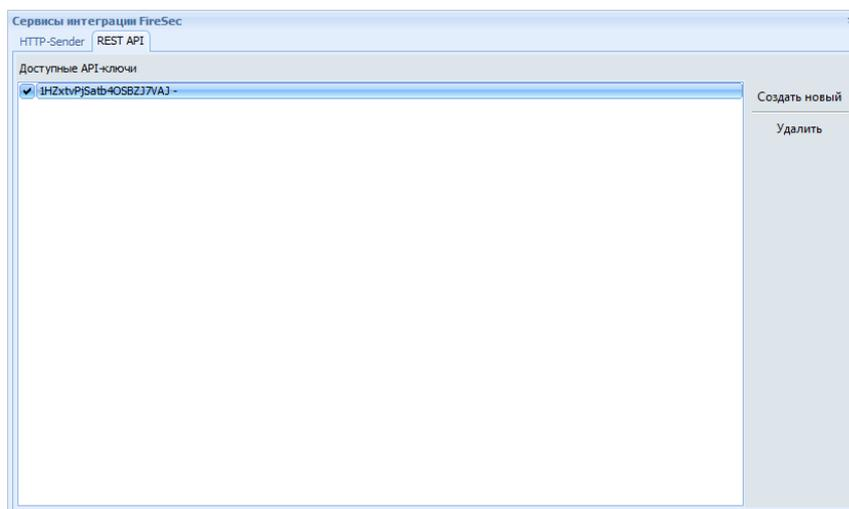 Сервисы интеграции FireSec
HTTP-Sender REST API
Доступные API-ключи
1HZxtvPjSatb4OSBZJ7VAJ -
Создать новый
Удалить